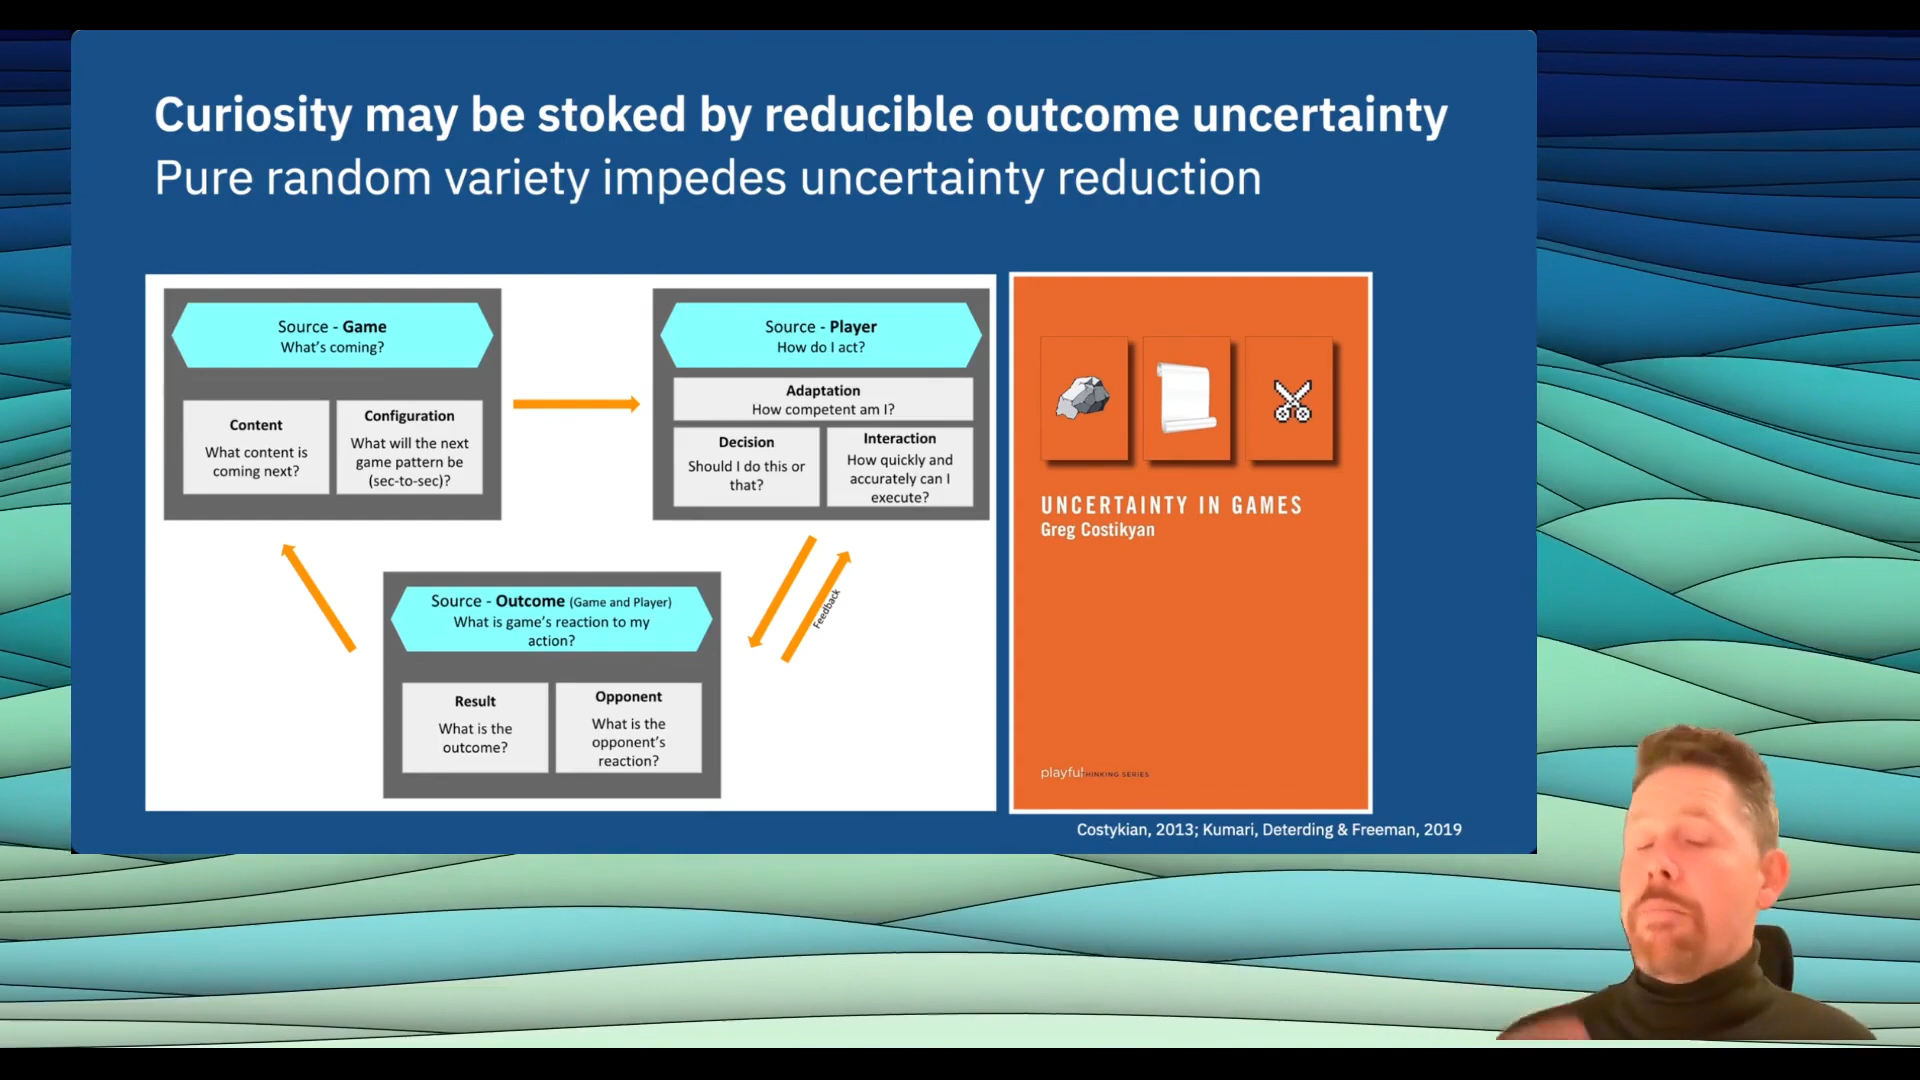 Curiosity may be stoked by reducible outcome uncertainty
Pure random variety impedes uncertainty reduction
Source - Game
What's coming?
Content
What content is
coming next?
Configuration
What will the next
game pattern be
(sec-to-sec)?
Source - Player
How do I act?
Adaptation
How competent am I?
Decision
Should I do this or
that?
Interaction
How quickly and
accurately can I
execute?
Feedback
Source - Outcome (Game and Player)
What is game's reaction to my
action?
Result
What is the
outcome?
Opponent
What is the
opponent's
reaction?
UNCERTAINTY IN GAMES
Greg Costikyan
playful THINKING SERIES
Costykian, 2013; Kumari, Deterding & Freeman, 2019